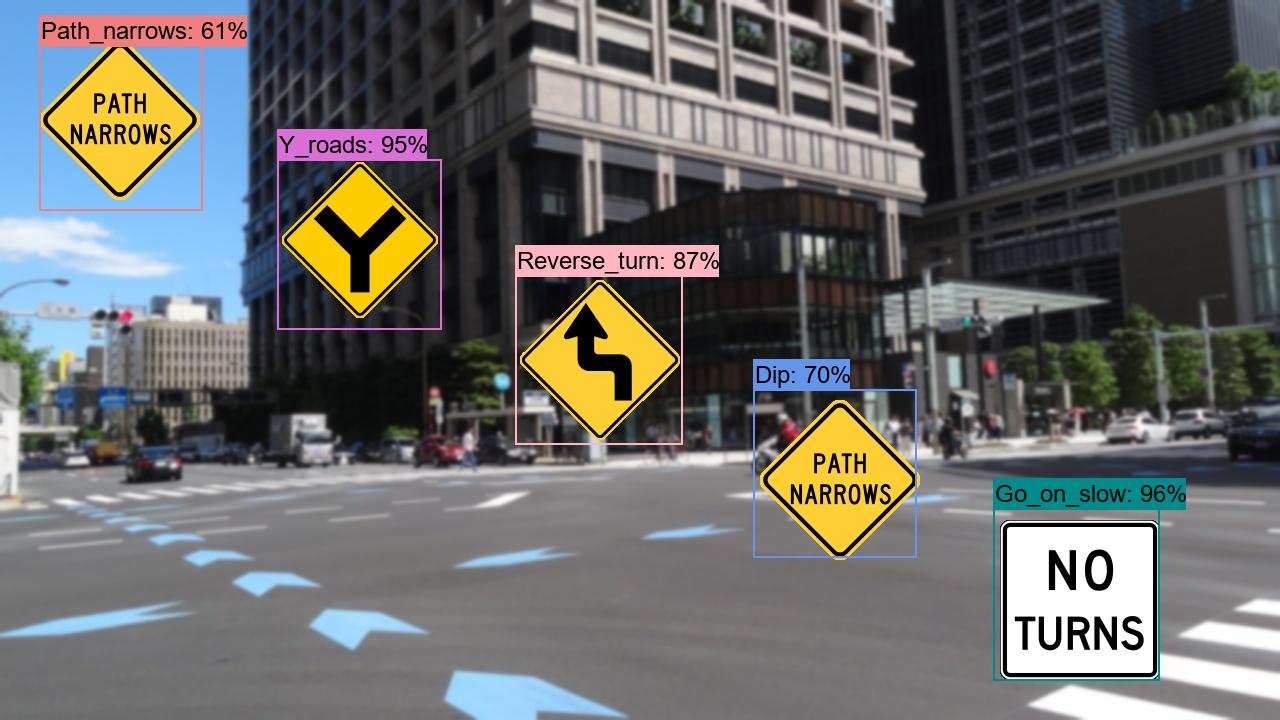 Path_narrows: 61%
PATH
NARROWS
Y_roads: 95%
Y
Reverse_turn: 87%
Dip: 70%
PATH
NARROWS
Go_on_slow: 96%
NO
TURNS